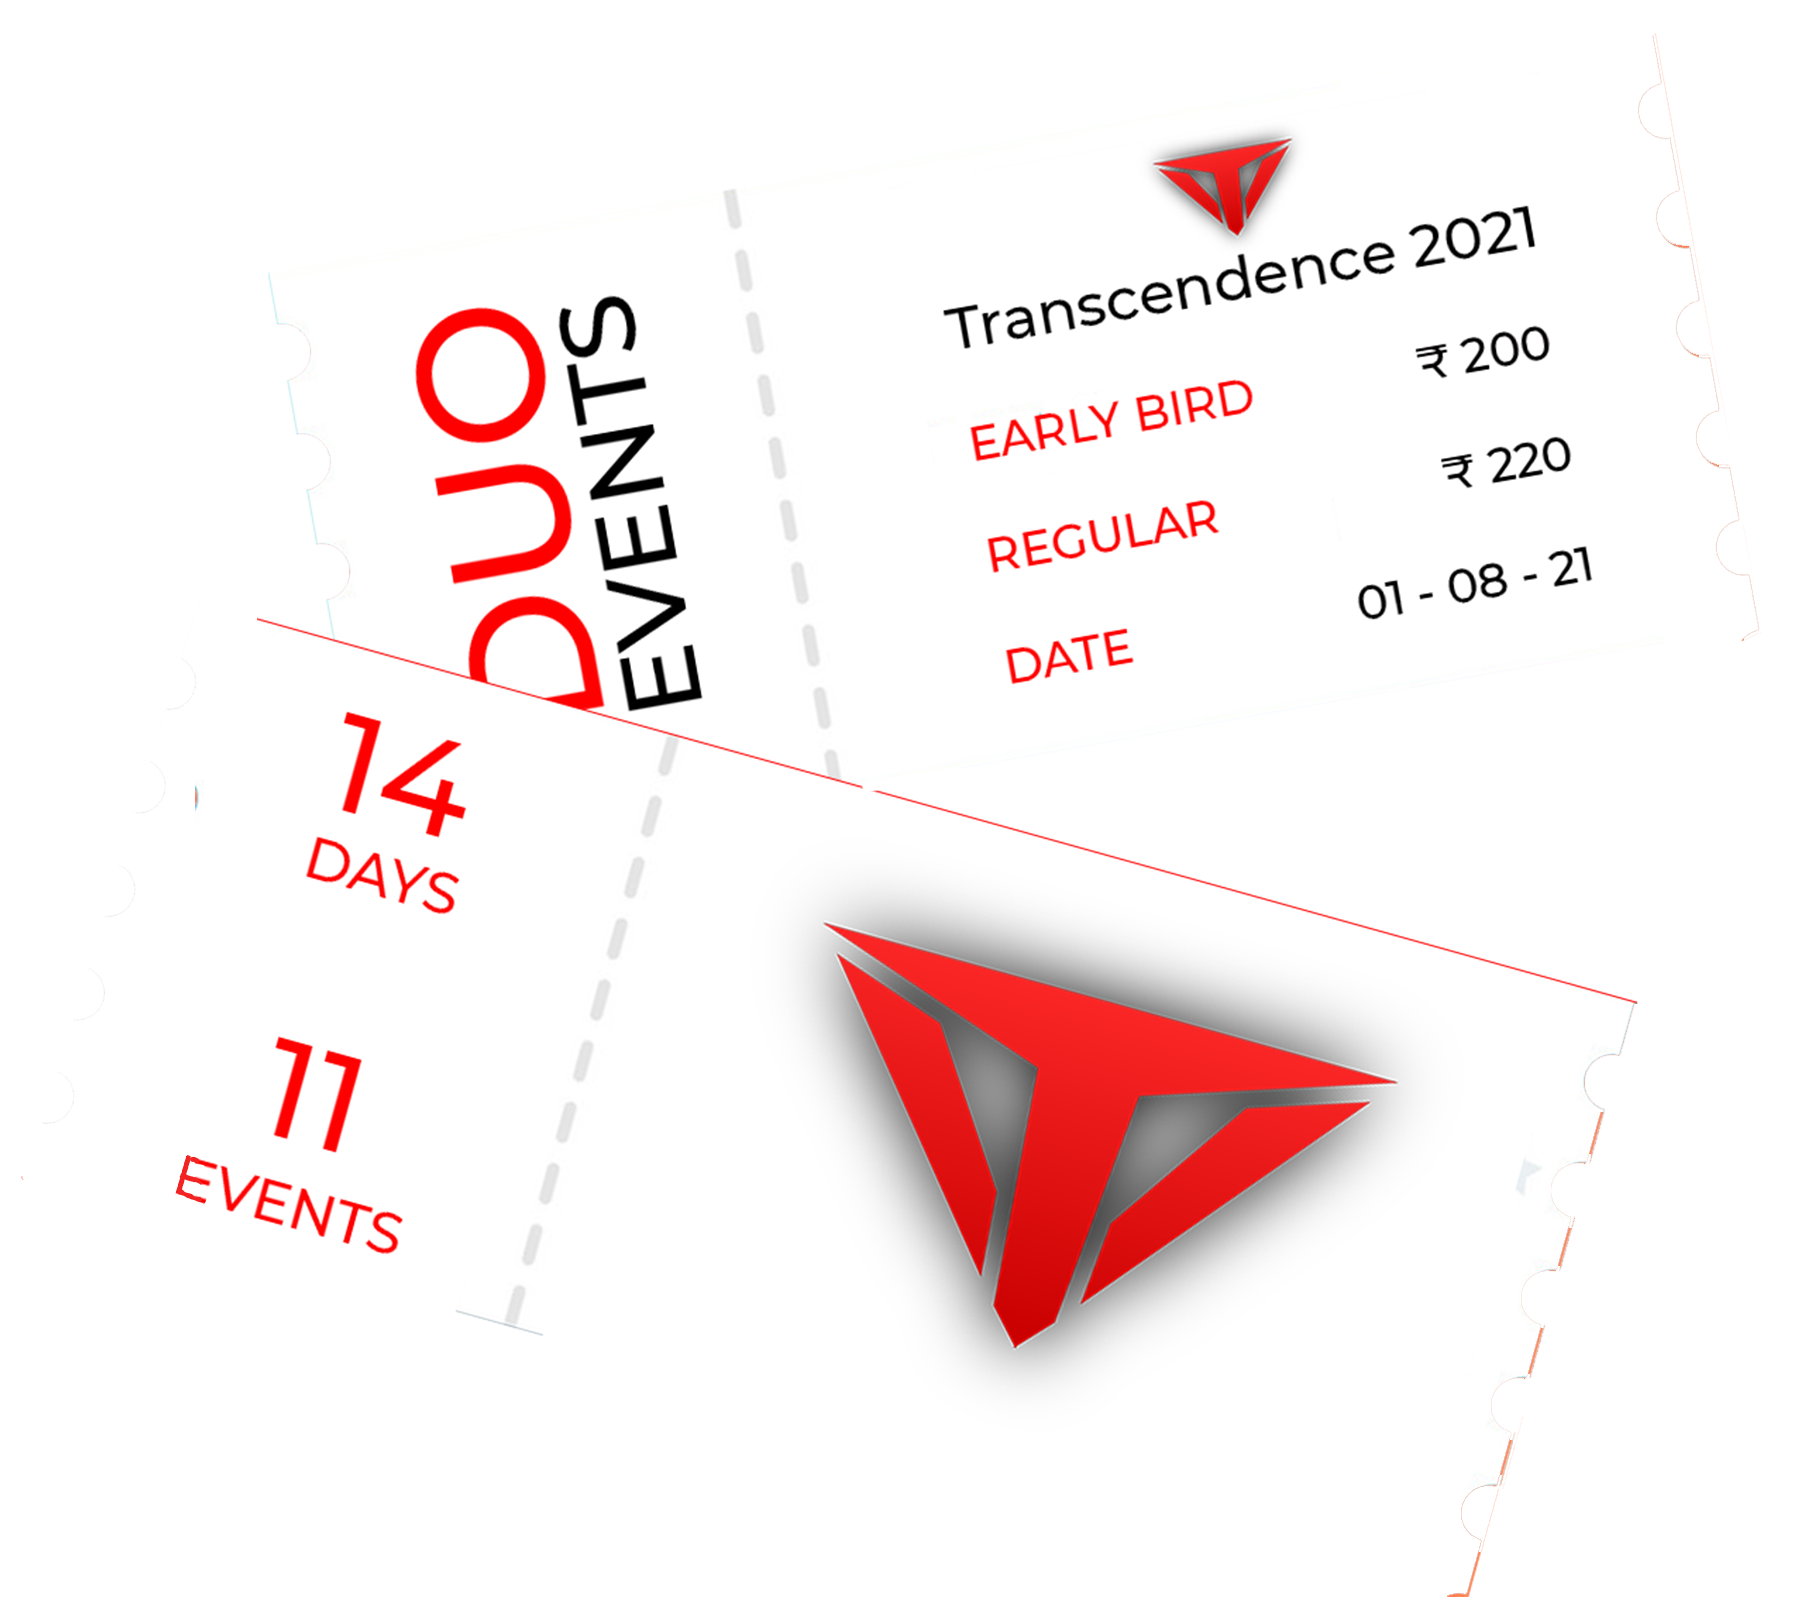 DUO
EVENTS
Transcendence 2021
EARLY BIRD ₹ 200
REGULAR ₹ 220
DATE 01 - 08 - 21
14
DAYS
11
EVENTS